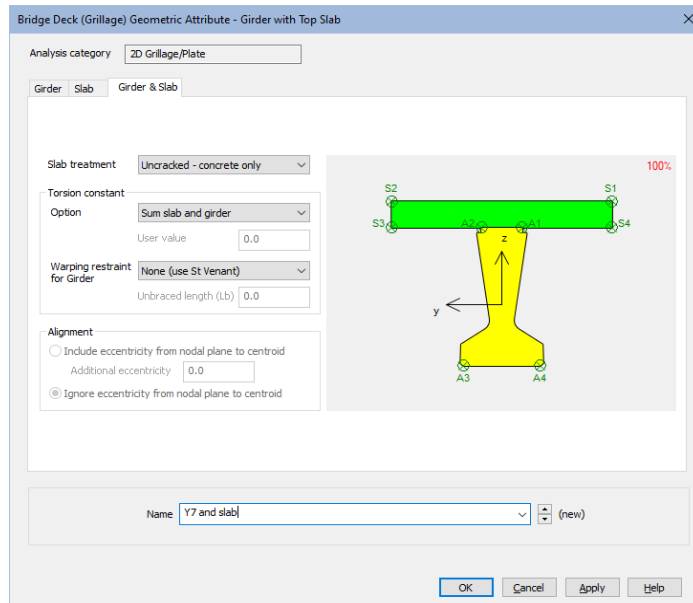 Bridge Deck (Grillage) Geometric Attribute - Girder with Top Slab
Analysis category 2D Grillage/Plate
Girder Slab Girder & Slab
Slab treatment Uncracked - concrete only
Torsion constant
Option Sum slab and girder
User value 0.0
Warping restraint
for Girder
None (use St Venant)
Unbraced length (Lb) 0.0
Alignment
Include eccentricity from nodal plane to centroid
Additional eccentricity 0.0
Ignore eccentricity from nodal plane to centroid
100%
S2 S1
S3 A2 A1 S4
z
y
A3 A4
Name Y7 and slab (new)
OK Cancel Apply Help